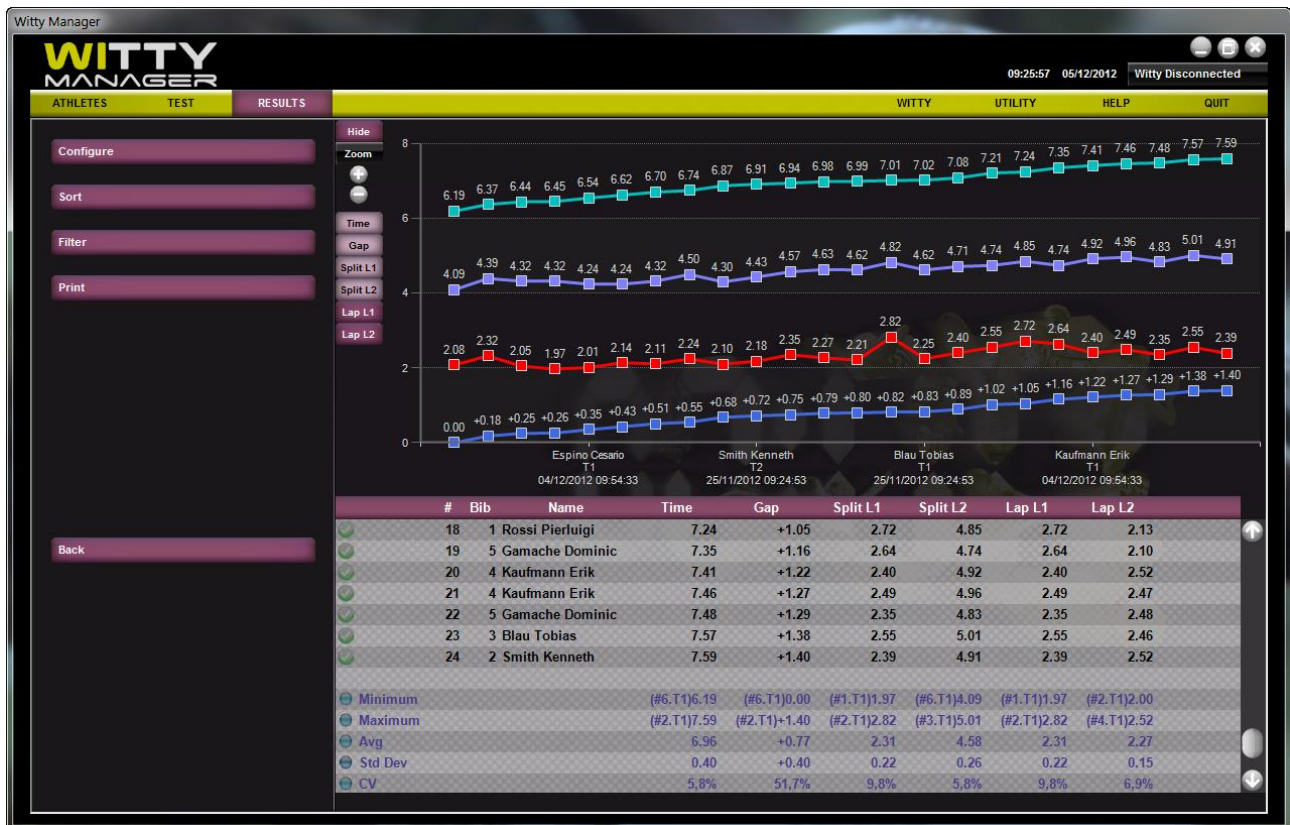 Witty Manager
WITTY
MANAGER
09:25:57 05/12/2012 Witty Disconnected
ATHLETES TEST RESULTS WITTY UTILITY HELP QUIT
Configure
Sort
Filter
Print
Back
Hide
Zoom
Time
Gap
Split L1
Split L2
Lap L1
Lap L2
8
6.19 6.37 6.44 6.45 6.54 6.62 6.70 6.74 6.87 6.91 6.94 6.98 6.99 7.01 7.02 7.08 7.21 7.24 7.35 7.41 7.46 7.48 7.57 7.59
6
4.09 4.39 4.32 4.32 4.24 4.24 4.32 4.50 4.30 4.43 4.57 4.63 4.62 4.82 4.62 4.71 4.74 4.85 4.74 4.92 4.96 4.83 5.01 4.91
4
2.08 2.32 2.05 1.97 2.01 2.14 2.11 2.24 2.10 2.18 2.35 2.27 2.21 2.82 2.25 2.40 2.55 2.72 2.64 2.40 2.49 2.35 2.55 2.39
2
0.00 +0.18 +0.25 +0.26 +0.35 +0.43 +0.51 +0.55 +0.68 +0.72 +0.75 +0.79 +0.80 +0.82 +0.83 +0.89 +1.02 +1.05 +1.16 +1.22 +1.27 +1.29 +1.38 +1.40
0
Espino Cesario Smith Kenneth Blau Tobias Kaufmann Erik
T1 T2 T1 T1
04/12/2012 09:54:33 25/11/2012 09:24:53 25/11/2012 09:24:53 04/12/2012 09:54:33
# Bib Name Time Gap Split L1 Split L2 Lap L1 Lap L2
18 1 Rossi Pierluigi 7.24 +1.05 2.72 4.85 2.72 2.13
19 5 Gamache Dominic 7.35 +1.16 2.64 4.74 2.64 2.10
20 4 Kaufmann Erik 7.41 +1.22 2.40 4.92 2.40 2.52
21 4 Kaufmann Erik 7.46 +1.27 2.49 4.96 2.49 2.47
22 5 Gamache Dominic 7.48 +1.29 2.35 4.83 2.35 2.48
23 3 Blau Tobias 7.57 +1.38 2.55 5.01 2.55 2.46
24 2 Smith Kenneth 7.59 +1.40 2.39 4.91 2.39 2.52
Minimum (#6.T1)6.19 (#6.T1)0.00 (#1.T1)1.97 (#6.T1)4.09 (#1.T1)1.97 (#2.T1)2.00
Maximum (#2.T1)7.59 (#2.T1)+1.40 (#2.T1)2.82 (#3.T1)5.01 (#2.T1)2.82 (#4.T1)2.52
Avg 6.96 +0.77 2.31 4.58 2.31 2.27
Std Dev 0.40 +0.40 0.22 0.26 0.22 0.15
CV 5,8% 51,7% 9,8% 5,8% 9,8% 6,9%